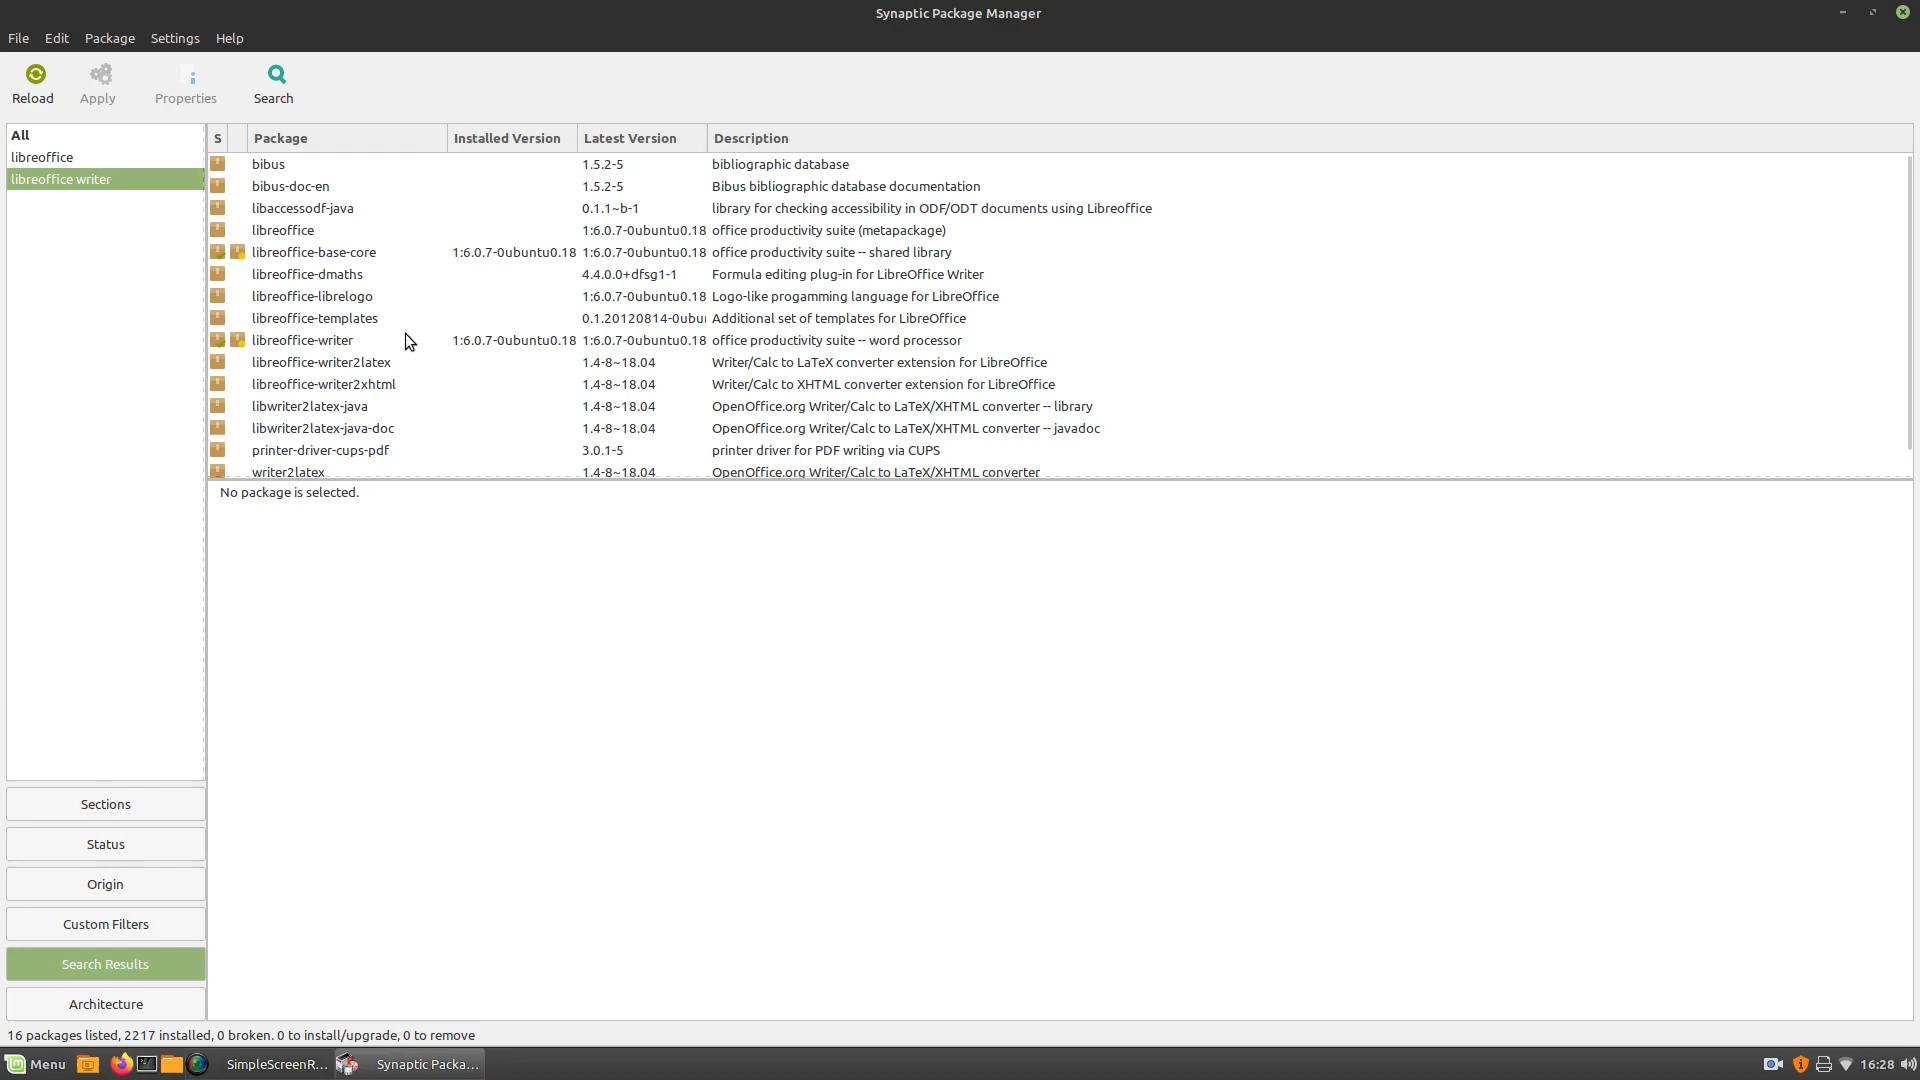 Synaptic Package Manager
File Edit Package Settings Help
Reload Apply Properties Search
All
libreoffice
libreoffice writer
S Package Installed Version Latest Version Description
bibus 1.5.2-5 bibliographic database
bibus-doc-en 1.5.2-5 Bibus bibliographic database documentation
libaccessodf-java 0.1.1~b-1 library for checking accessibility in ODF/ODT documents using Libreoffice
libreoffice 1:6.0.7-0ubuntu0.18 office productivity suite (metapackage)
libreoffice-base-core 1:6.0.7-0ubuntu0.18 1:6.0.7-0ubuntu0.18 office productivity suite -- shared library
libreoffice-dmaths 4.4.0.0+dfsg1-1 Formula editing plug-in for LibreOffice Writer
libreoffice-librelogo 1:6.0.7-0ubuntu0.18 Logo-like progamming language for LibreOffice
libreoffice-templates 0.1.20120814-0ubu Additional set of templates for LibreOffice
libreoffice-writer 1:6.0.7-0ubuntu0.18 1:6.0.7-0ubuntu0.18 office productivity suite -- word processor
libreoffice-writer2latex 1.4-8~18.04 Writer/Calc to LaTeX converter extension for LibreOffice
libreoffice-writer2xhtml 1.4-8~18.04 Writer/Calc to XHTML converter extension for LibreOffice
libwriter2latex-java 1.4-8~18.04 OpenOffice.org Writer/Calc to LaTeX/XHTML converter -- library
libwriter2latex-java-doc 1.4-8~18.04 OpenOffice.org Writer/Calc to LaTeX/XHTML converter -- javadoc
printer-driver-cups-pdf 3.0.1-5 printer driver for PDF writing via CUPS
writer2latex 1.4-8~18.04 OpenOffice.org Writer/Calc to LaTeX/XHTML converter
No package is selected.
Sections
Status
Origin
Custom Filters
Search Results
Architecture
16 packages listed, 2217 installed, 0 broken. 0 to install/upgrade, 0 to remove
Menu SimpleScreenR... Synaptic Packa... 16:28